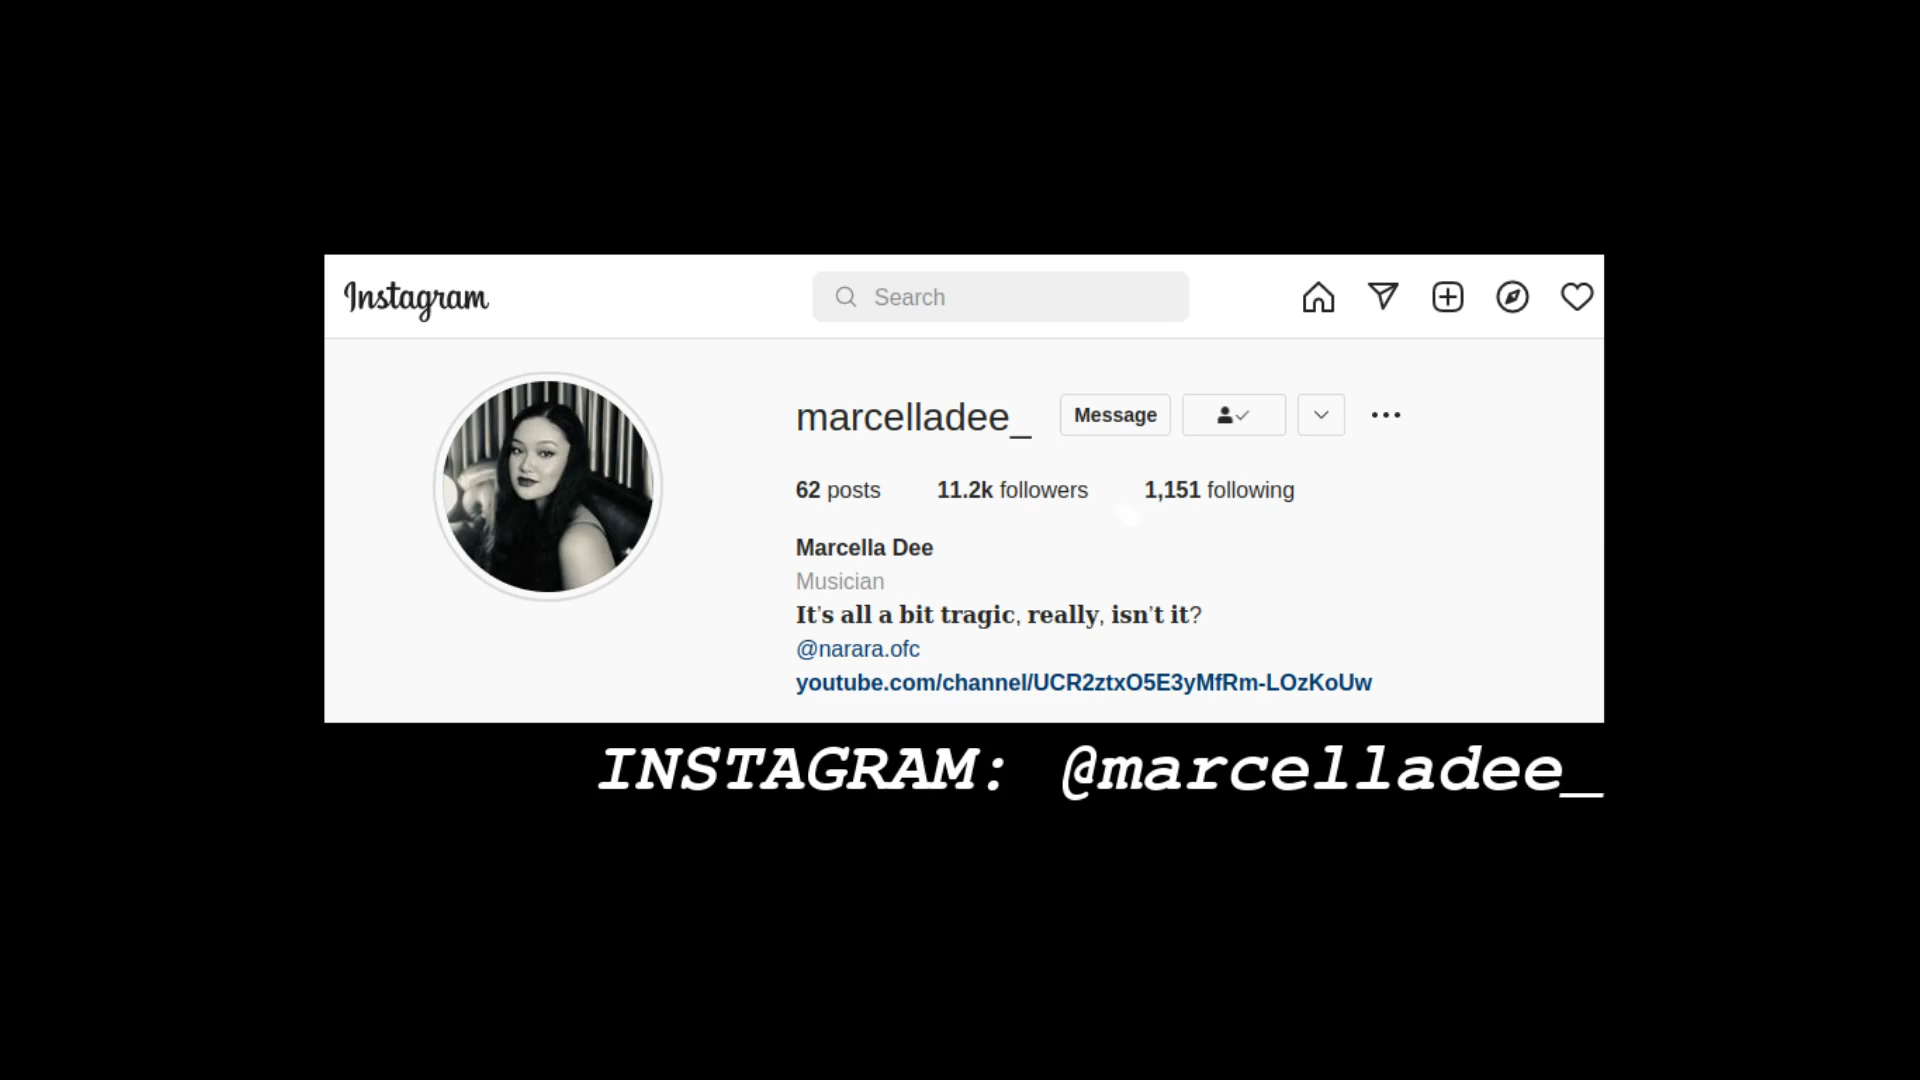 Instagram
Search
marcelladee_
Message
62 posts 11.2k followers 1,151 following
Marcella Dee
Musician
It's all a bit tragic, really, isn't it?
@narara.ofc
youtube.com/channel/UCR2ztxO5E3yMfRm-LOzKoUw
INSTAGRAM: @marcelladee_